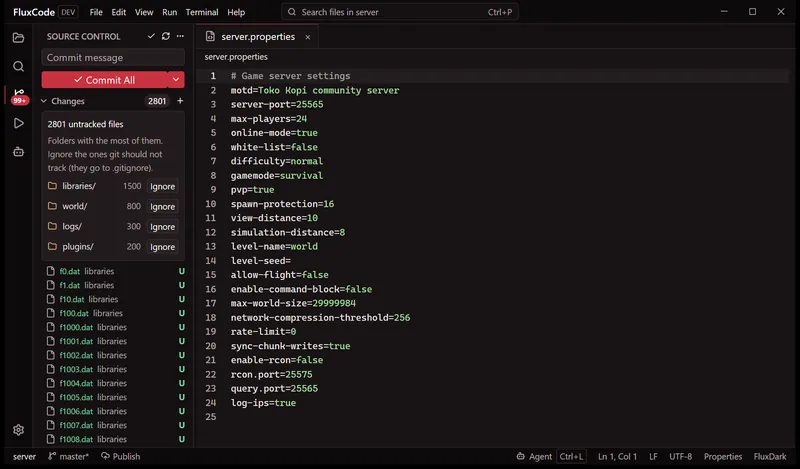 FluxCode DEV File Edit View Run Terminal Help Search files in server Ctrl+P
SOURCE CONTROL
server.properties
Commit message
server.properties
Commit All
99+
Changes 2801
2801 untracked files
Folders with the most of them.
Ignore the ones git should not
track (they go to .gitignore).
libraries/ 1500 Ignore
world/ 800 Ignore
logs/ 300 Ignore
plugins/ 200 Ignore
f0.dat libraries U
f1.dat libraries U
f10.dat libraries U
f100.dat libraries U
f1000.dat libraries U
f1001.dat libraries U
f1002.dat libraries U
f1003.dat libraries U
f1004.dat libraries U
f1005.dat libraries U
f1006.dat libraries U
f1007.dat libraries U
f1008.dat libraries U
1 # Game server settings
2 motd=Toko Kopi community server
3 server-port=25565
4 max-players=24
5 online-mode=true
6 white-list=false
7 difficulty=normal
8 gamemode=survival
9 pvp=true
10 spawn-protection=16
11 view-distance=10
12 simulation-distance=8
13 level-name=world
14 level-seed=
15 allow-flight=false
16 enable-command-block=false
17 max-world-size=29999984
18 network-compression-threshold=256
19 rate-limit=0
20 sync-chunk-writes=true
21 enable-rcon=false
22 rcon.port=25575
23 query.port=25565
24 log-ips=true
25
server master* Publish Agent Ctrl+L Ln 1, Col 1 LF UTF-8 Properties FluxDark